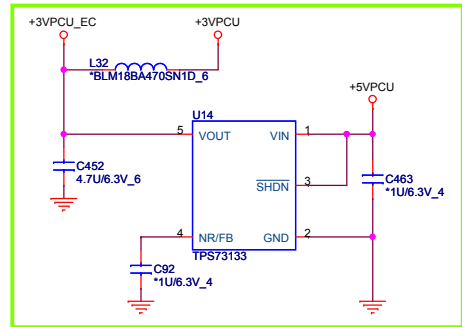 +3VPCU_EC
+3VPCU
L32
*BLM18BA470SN1D_6
+5VPCU
U14
5
VOUT
VIN
1
C452
4.7U/6.3V_6
SHDN
3
C463
*1U/6.3V_4
4
NR/FB
GND
2
TPS73133
C92
*1U/6.3V_4